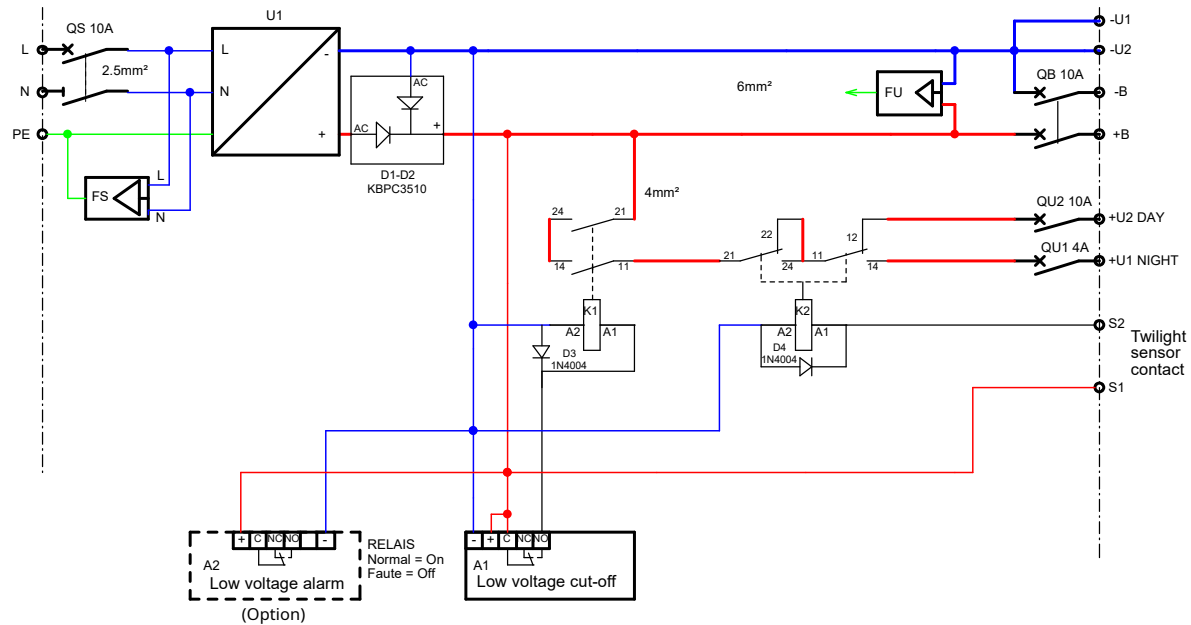 U1
-U1
QS 10A
L
L
-
-U2
2.5mm²
AC
QB 10A
6mm²
FU
N
N
-B
PE
+
AC
+
+B
D1-D2
KBPC3510
L
FS
N
4mm²
24
21
22
12
QU2 10A
+U2 DAY
QU1 4A
14
11
21
24
11
14
+U1 NIGHT
K1
K2
A2
A1
A2
A1
S2
D3
1N4004
D4
1N4004
Twilight
sensor
contact
S1
+
C
NC
NO
-
-
+
C
NC
NO
RELAIS
Normal = On
Faute = Off
A2
A1
Low voltage alarm
Low voltage cut-off
(Option)